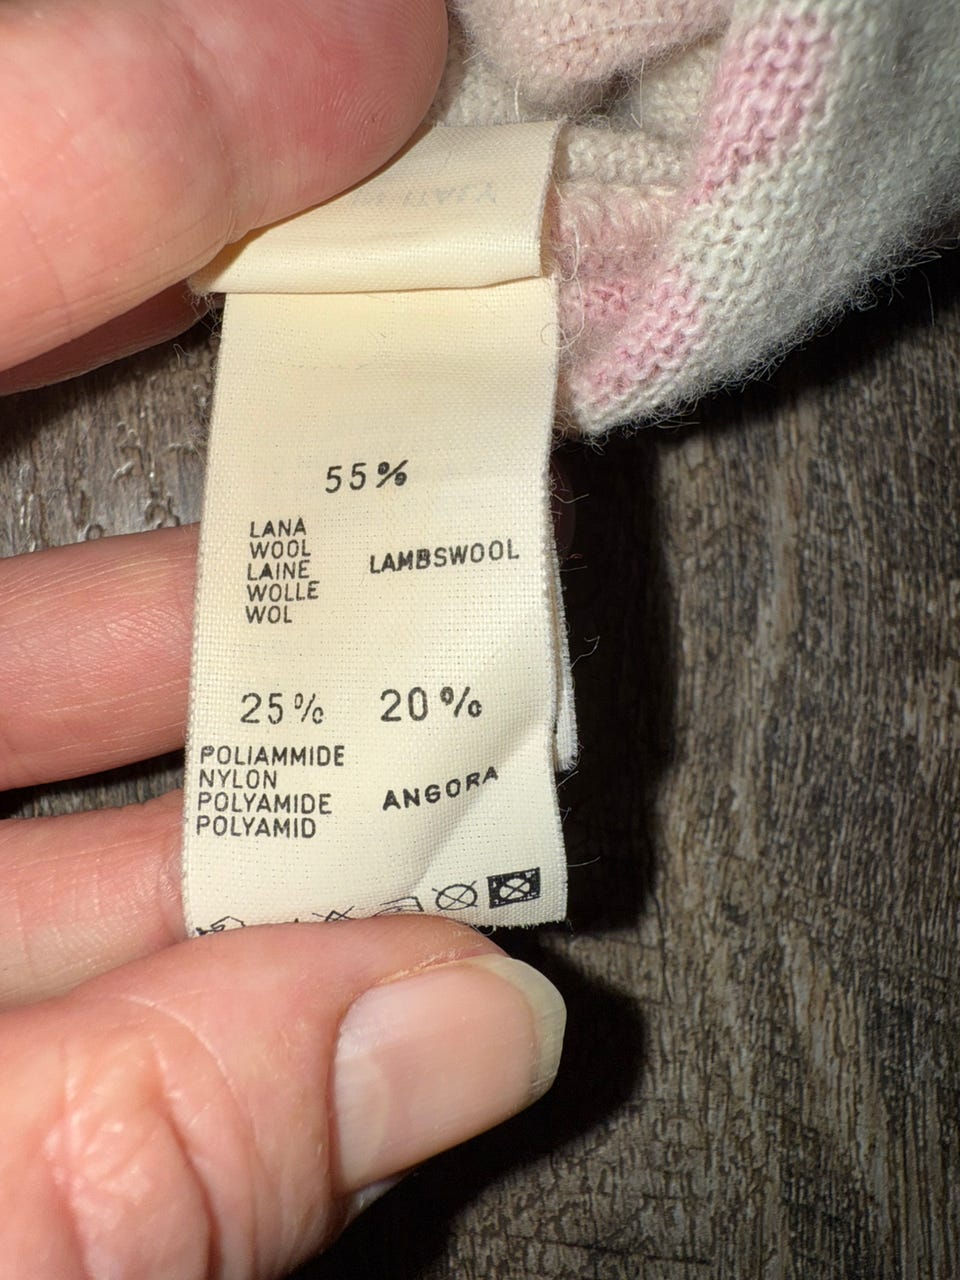 55%
LANA
WOOL
LAINE
WOLLE
WOL
LAMBSWOOL
25%
POLIAMMIDE
NYLON
POLYAMIDE
POLYAMID
20%
ANGORA